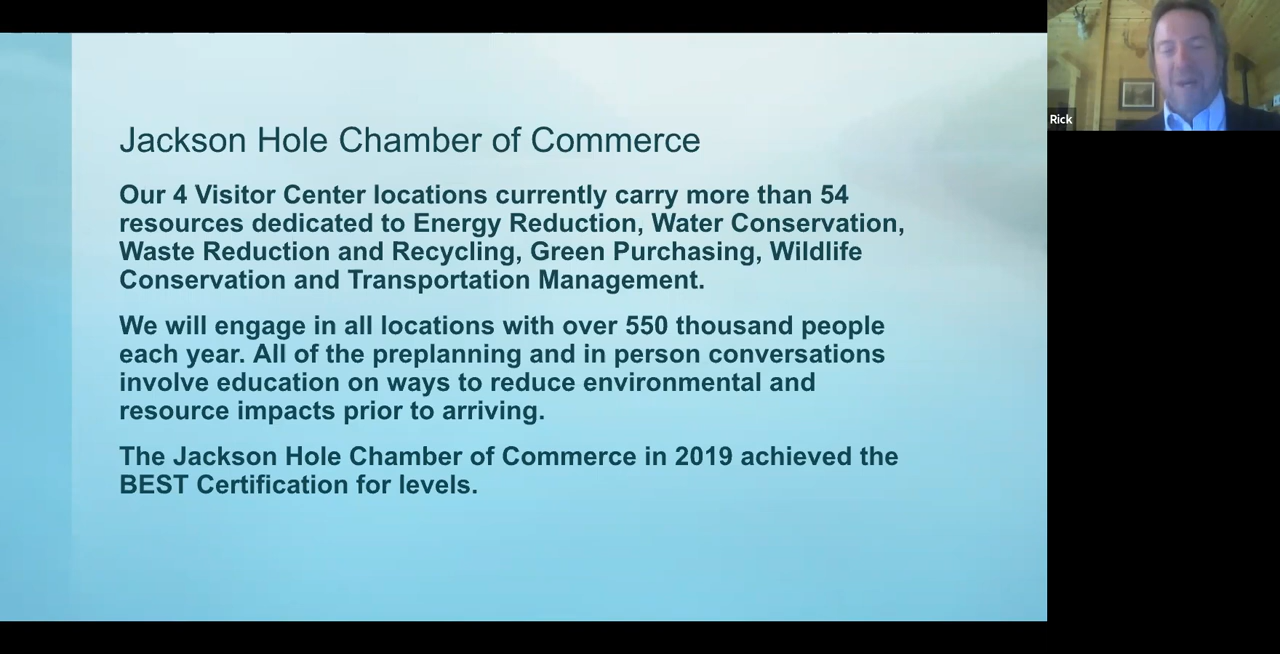 Jackson Hole Chamber of Commerce
Our 4 Visitor Center locations currently carry more than 54
resources dedicated to Energy Reduction, Water Conservation,
Waste Reduction and Recycling, Green Purchasing, Wildlife
Conservation and Transportation Management.
We will engage in all locations with over 550 thousand people
each year. All of the preplanning and in person conversations
involve education on ways to reduce environmental and
resource impacts prior to arriving.
The Jackson Hole Chamber of Commerce in 2019 achieved the
BEST Certification for levels.
Rick